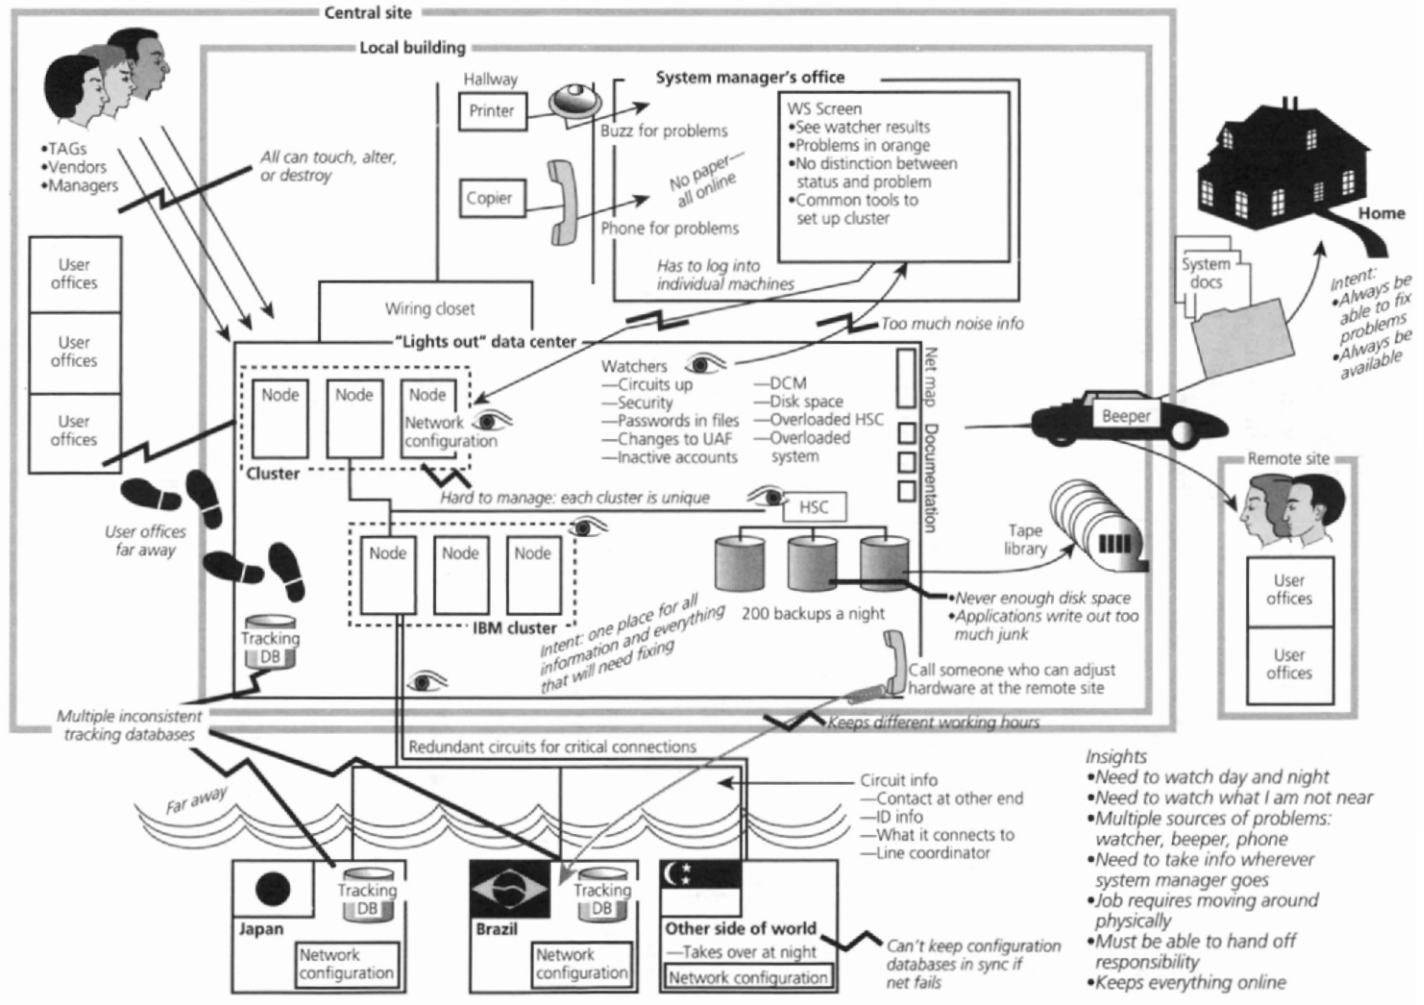 Central site
Local building
•TAGs
•Vendors
•Managers
All can touch, alter,
or destroy
User
offices
User
offices
User
offices
User offices
far away
Hallway
Printer
Copier
Buzz for problems
Phone for problems
System manager's office
No paper—
all online
WS Screen
•See watcher results
•Problems in orange
•No distinction between
status and problem
•Common tools to
set up cluster
Has to log into
individual machines
Too much noise info
Wiring closet
"Lights out" data center
Node
Node
Node
Network
configuration
Cluster
Watchers
—Circuits up
—Security
—Passwords in files
—Changes to UAF
—Inactive accounts
—DCM
—Disk space
—Overloaded HSC
—Overloaded
system
Net map
Documentation
Hard to manage: each cluster is unique
HSC
Node
Node
Node
IBM cluster
200 backups a night
Intent: one place for all
information and everything
that will need fixing
Tracking
DB
Tape
library
•Never enough disk space
•Applications write out too
much junk
Call someone who can adjust
hardware at the remote site
Keeps different working hours
System
docs
Home
Intent:
•Always be
able to fix
problems
•Always be
available
Beeper
Remote site
User
offices
User
offices
Multiple inconsistent
tracking databases
Redundant circuits for critical connections
Far away
Circuit info
—Contact at other end
—ID info
—What it connects to
—Line coordinator
Tracking
DB
Japan
Network
configuration
Tracking
DB
Brazil
Network
configuration
Other side of world
—Takes over at night
Network configuration
Can't keep configuration
databases in sync if
net fails
Insights
•Need to watch day and night
•Need to watch what I am not near
•Multiple sources of problems:
watcher, beeper, phone
•Need to take info wherever
system manager goes
•Job requires moving around
physically
•Must be able to hand off
responsibility
•Keeps everything online